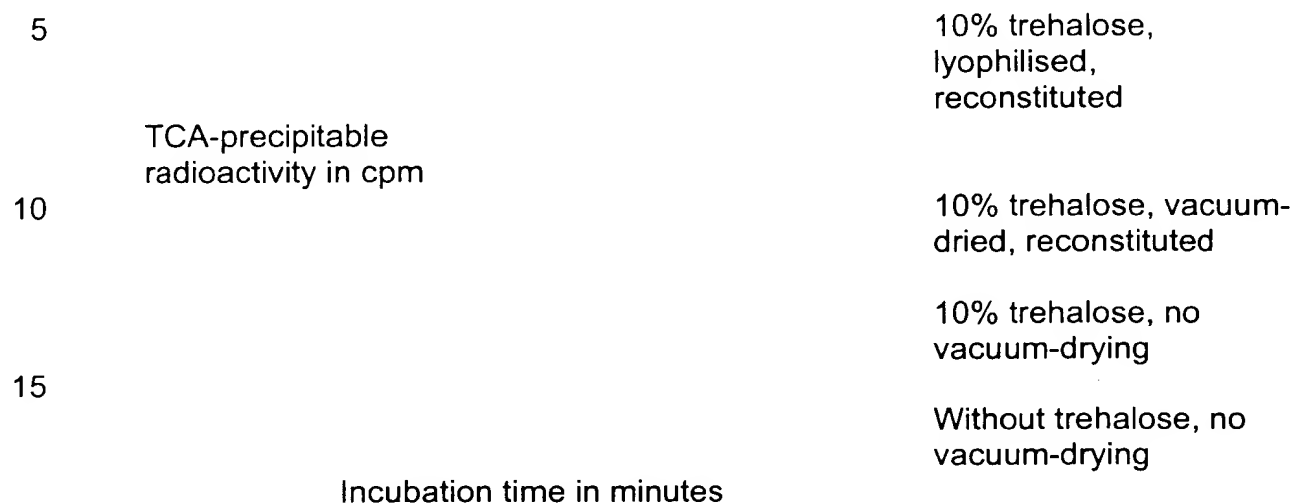 5
10% trehalose,
lyophilised,
reconstituted
TCA-precipitable
radioactivity in cpm
10
10% trehalose, vacuum-
dried, reconstituted
10% trehalose, no
vacuum-drying
15
Without trehalose, no
vacuum-drying
Incubation time in minutes